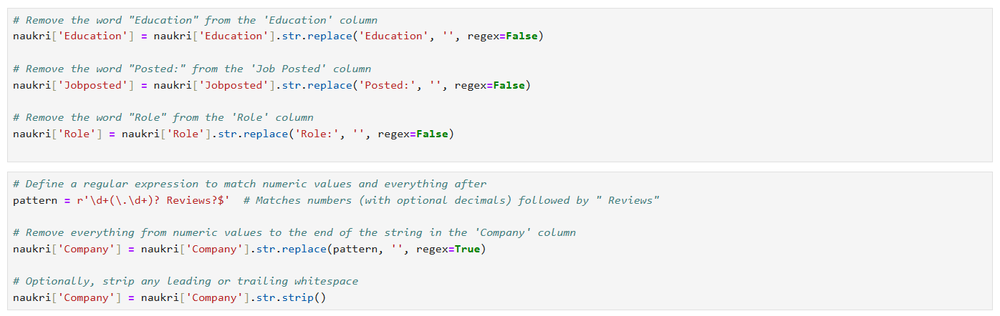 # Remove the word "Education" from the 'Education' column
naukri['Education'] = naukri['Education'].str.replace('Education', '', regex=False)
# Remove the word "Posted:" from the 'Job Posted' column
naukri['Jobposted'] = naukri['Jobposted'].str.replace('Posted:', '', regex=False)
# Remove the word "Role" from the 'Role' column
naukri['Role'] = naukri['Role'].str.replace('Role:', '', regex=False)
# Define a regular expression to match numeric values and everything after
pattern = r'\d+(\.\d+)? Reviews?$'  # Matches numbers (with optional decimals) followed by " Reviews"
# Remove everything from numeric values to the end of the string in the 'Company' column
naukri['Company'] = naukri['Company'].str.replace(pattern, '', regex=True)
# Optionally, strip any leading or trailing whitespace
naukri['Company'] = naukri['Company'].str.strip()